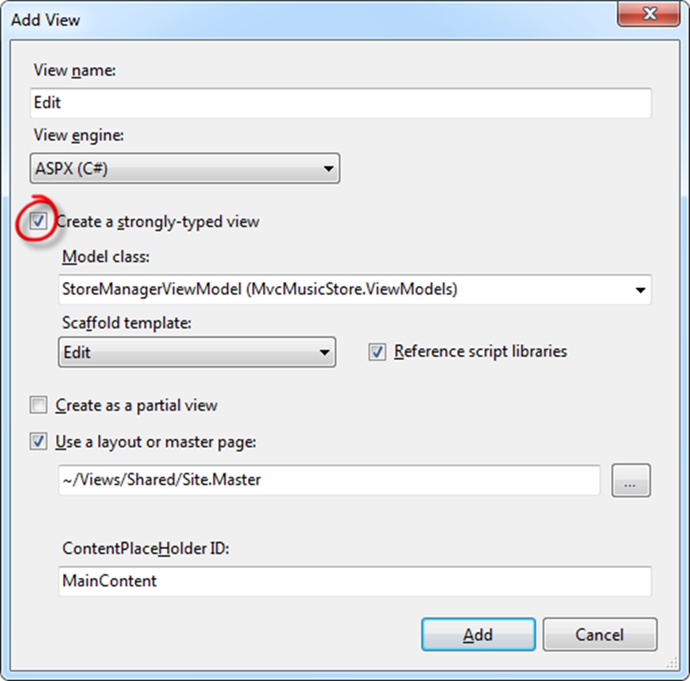 Add View
View name:
Edit
View engine:
ASPX (C#)
Create a strongly-typed view
Model class:
StoreManagerViewModel (MvcMusicStore.ViewModels)
Scaffold template:
Edit
Reference script libraries
Create as a partial view
Use a layout or master page:
~/Views/Shared/Site.Master
...
ContentPlaceHolder ID:
MainContent
Add
Cancel